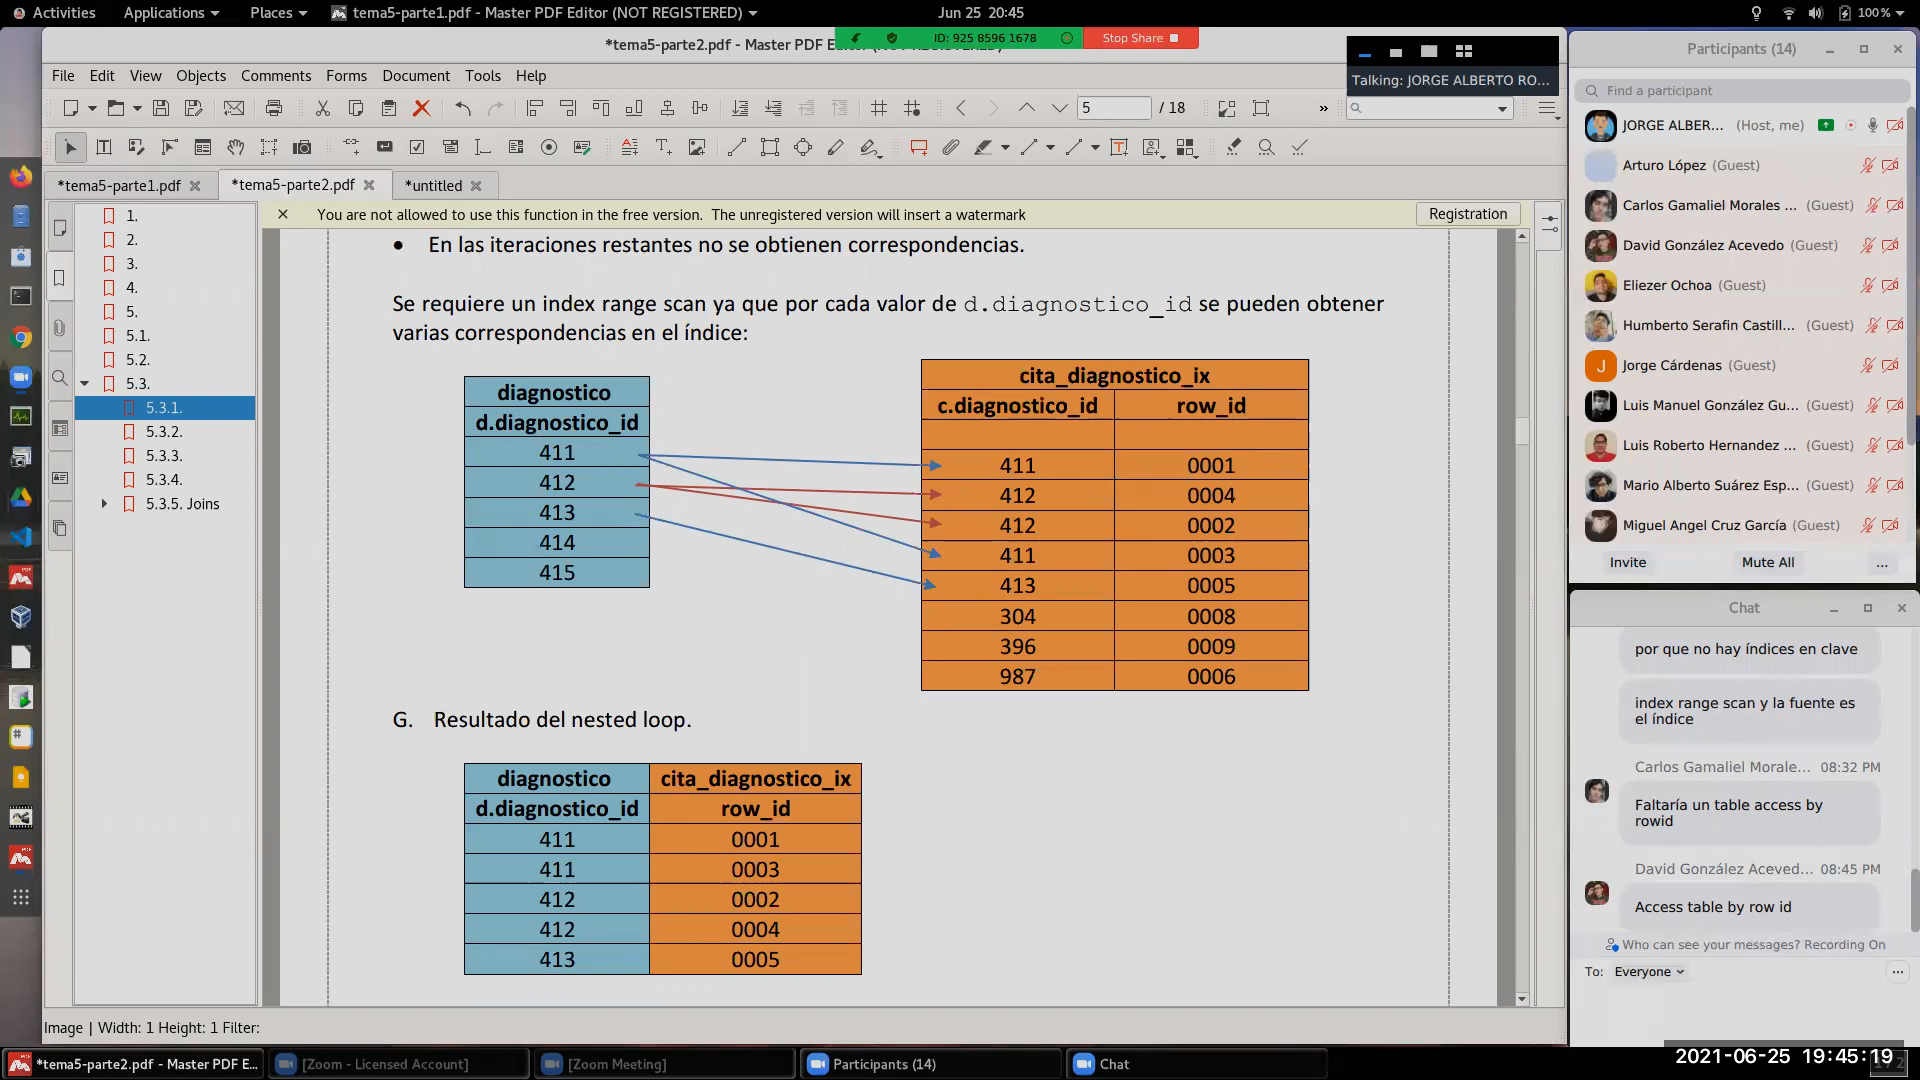 Activities
Applications
Places
tema5-parte1.pdf - Master PDF Editor (NOT REGISTERED)
Jun 25 20:45
100%
*tema5-parte2.pdf - Master PDF
ID: 925 8596 1678
Stop Share
Talking: JORGE ALBERTO RO...
File Edit View Objects Comments Forms Document Tools Help
5 / 18
*tema5-parte1.pdf
*tema5-parte2.pdf
*untitled
You are not allowed to use this function in the free version. The unregistered version will insert a watermark
Registration
1.
2.
3.
4.
5.
5.1.
5.2.
5.3.
5.3.1.
5.3.2.
5.3.3.
5.3.4.
5.3.5. Joins
• En las iteraciones restantes no se obtienen correspondencias.
Se requiere un index range scan ya que por cada valor de d.diagnostico_id se pueden obtener
varias correspondencias en el índice:
diagnostico
d.diagnostico_id
411
412
413
414
415
cita_diagnostico_ix
c.diagnostico_id row_id
411 0001
412 0004
412 0002
411 0003
413 0005
304 0008
396 0009
987 0006
G. Resultado del nested loop.
diagnostico cita_diagnostico_ix
d.diagnostico_id row_id
411 0001
411 0003
412 0002
412 0004
413 0005
Image | Width: 1 Height: 1 Filter:
Participants (14)
Find a participant
JORGE ALBER... (Host, me)
Arturo López (Guest)
Carlos Gamaliel Morales ... (Guest)
David González Acevedo (Guest)
Eliezer Ochoa (Guest)
Humberto Serafin Castill... (Guest)
J Jorge Cárdenas (Guest)
Luis Manuel González Gu... (Guest)
Luis Roberto Hernandez ... (Guest)
Mario Alberto Suárez Esp... (Guest)
Miguel Angel Cruz García (Guest)
Invite
Mute All
...
Chat
por que no hay índices en clave
index range scan y la fuente es
el índice
Carlos Gamaliel Morale... 08:32 PM
Faltaría un table access by
rowid
David González Aceved... 08:45 PM
Access table by row id
Who can see your messages? Recording On
To: Everyone
*tema5-parte2.pdf - Master PDF E...
[Zoom - Licensed Account]
[Zoom Meeting]
Participants (14)
Chat
2021-06-25 19:45:19